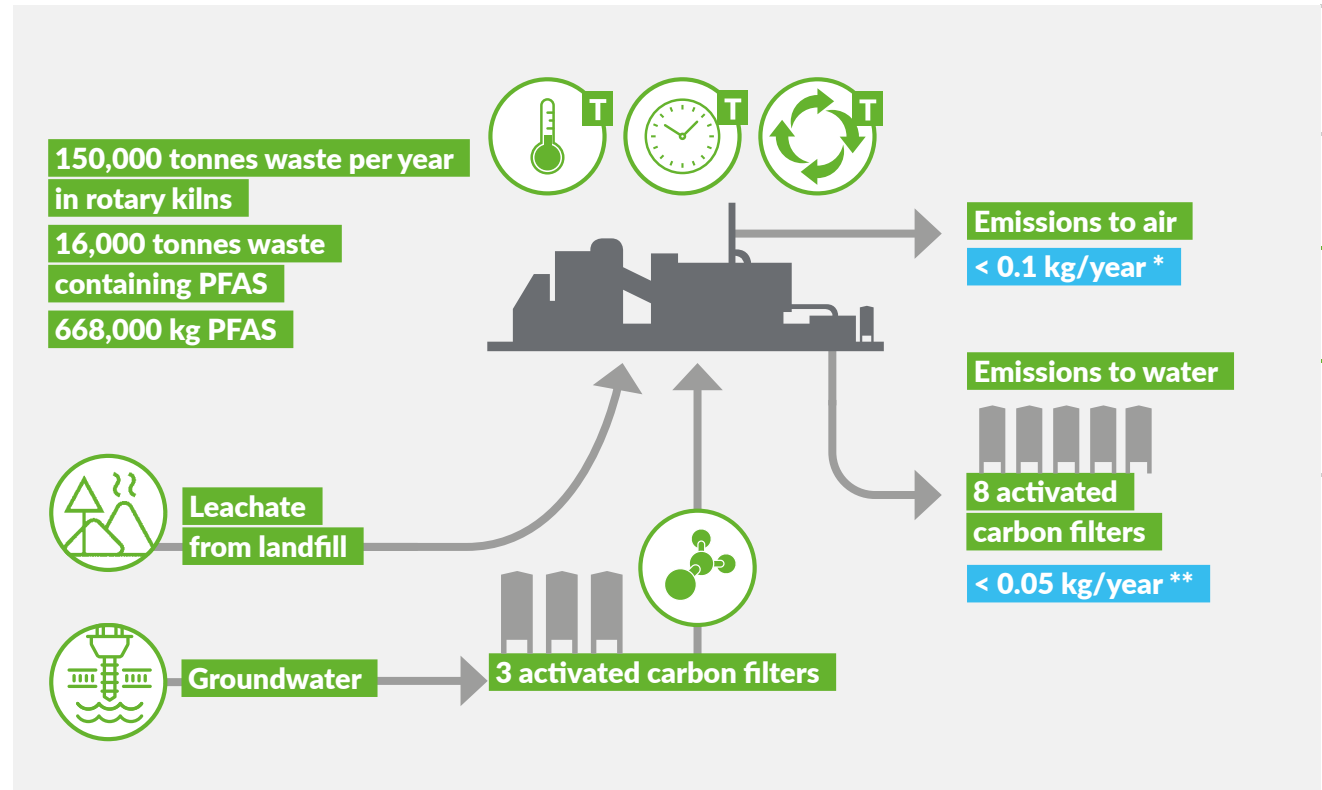 T
T
T
150,000 tonnes waste per year
in rotary kilns
16,000 tonnes waste
containing PFAS
668,000 kg PFAS
Emissions to air
< 0.1 kg/year *
Emissions to water
8 activated
carbon filters
< 0.05 kg/year **
Leachate
from landfill
Groundwater
3 activated carbon filters